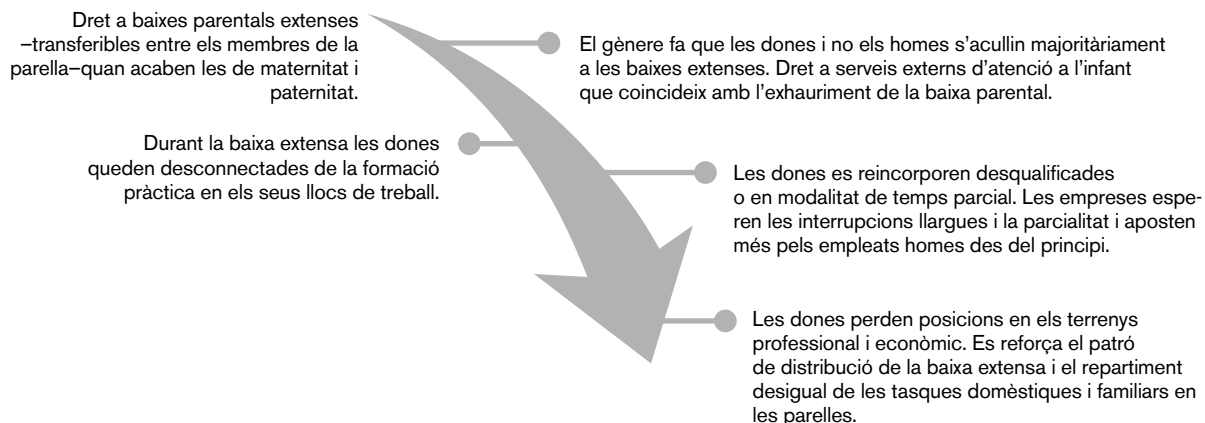 Dret a baixes parentals extenses
–transferibles entre els membres de la
parella–quan acaben les de maternitat i
paternitat.
El gènere fa que les dones i no els homes s’acullin majoritàriament
a les baixes extenses. Dret a serveis externs d’atenció a l’infant
que coincideix amb l’exhauriment de la baixa parental.
Durant la baixa extensa les dones
queden desconnectades de la formació
pràctica en els seus llocs de treball.
Les dones es reincorporen desqualificades
o en modalitat de temps parcial. Les empreses espe-
ren les interrupcions llargues i la parcialitat i aposten
més pels empleats homes des del principi.
Les dones perden posicions en els terrenys
professional i econòmic. Es reforça el patró
de distribució de la baixa extensa i el repartiment
desigual de les tasques domèstiques i familiars en
les parelles.